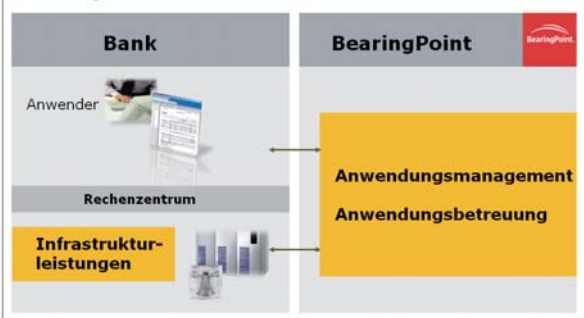 Bank
BearingPoint
BearingPoint.
Anwender
Rechenzentrum
Infrastruktur-
leistungen
Anwendungsmanagement
Anwendungsbetreuung